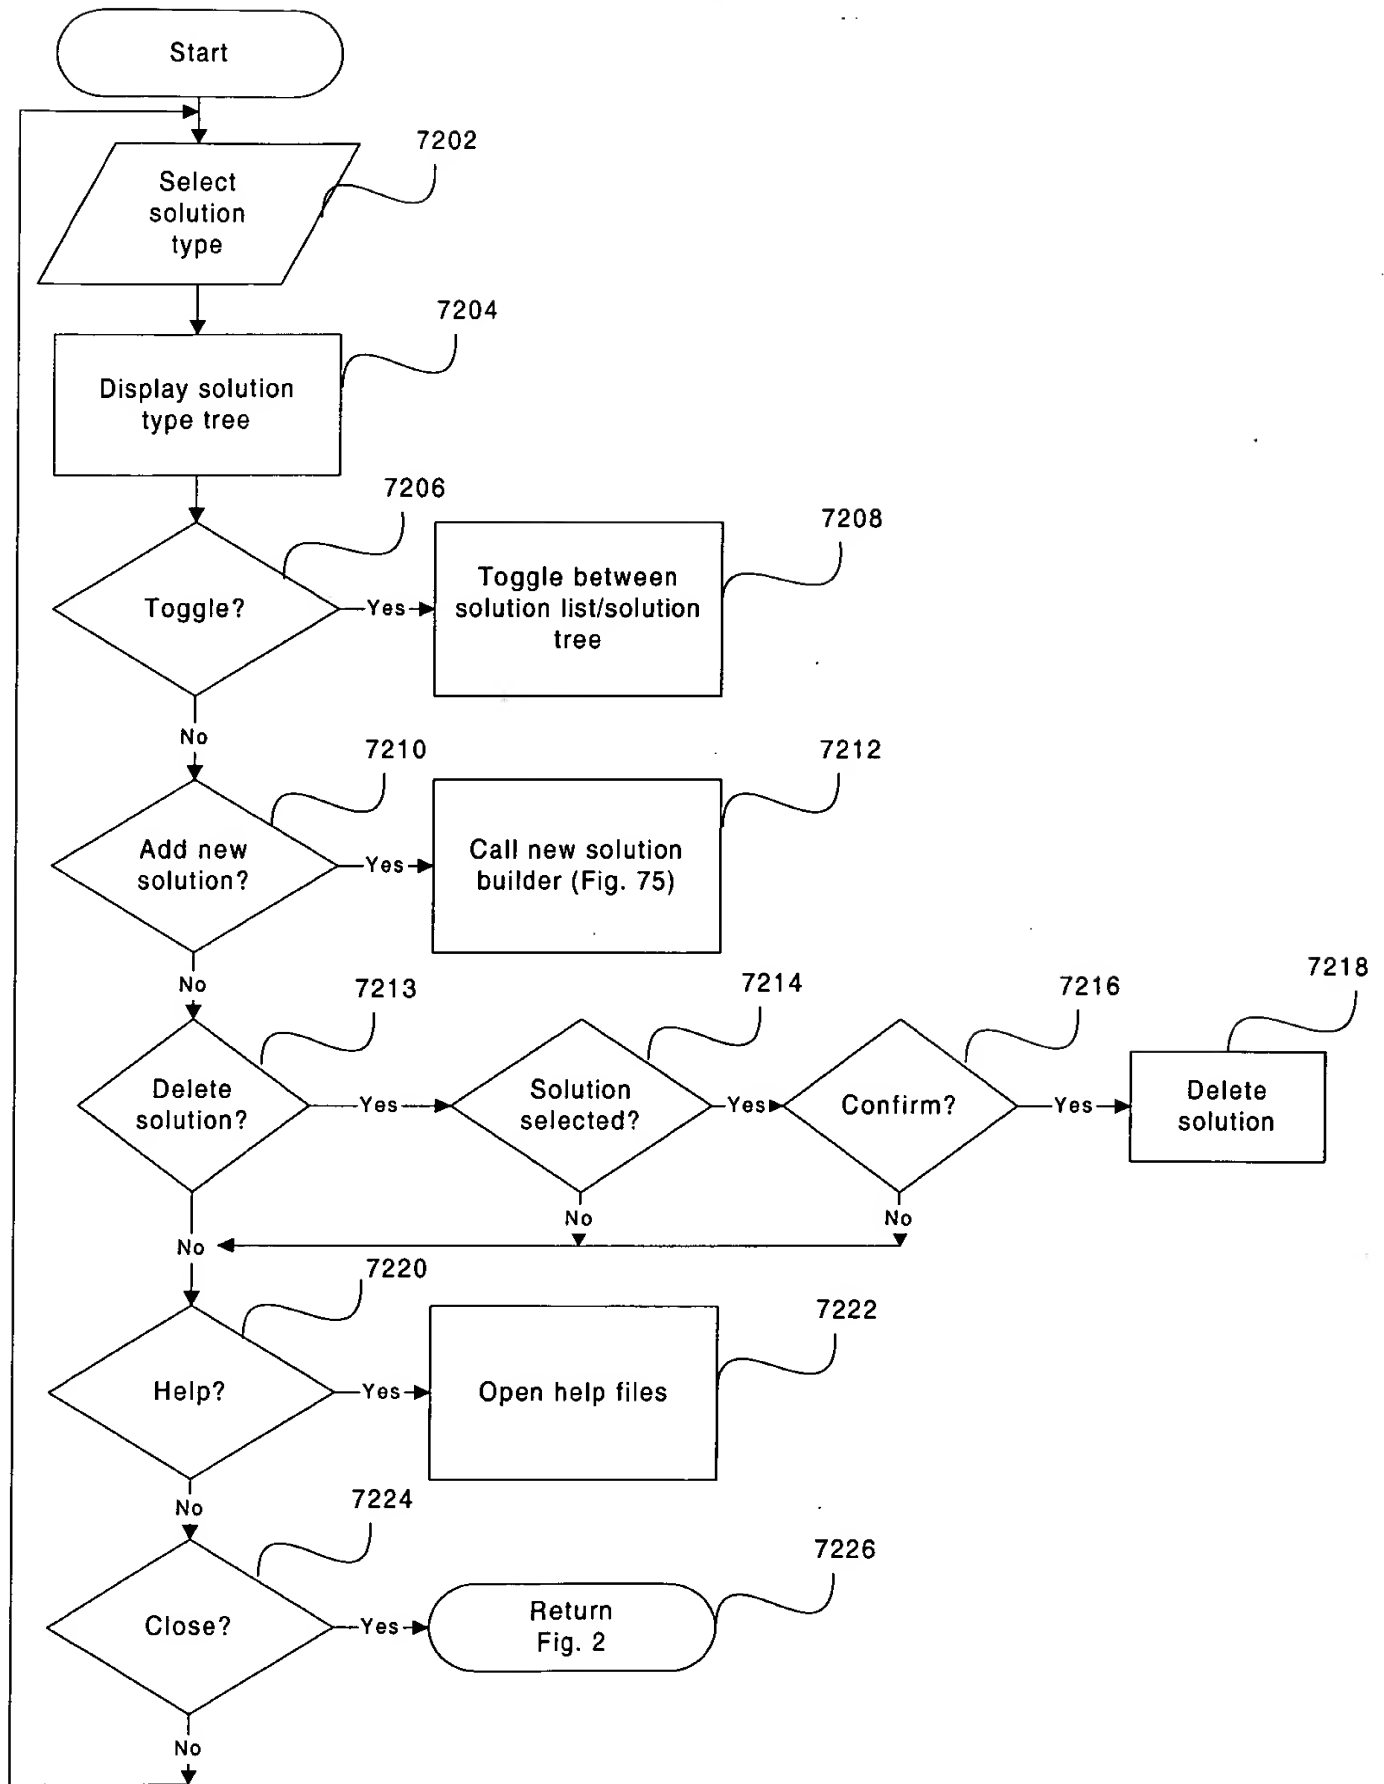 Start
7202
Select
solution
type
7204
Display solution
type tree
7206
7208
Toggle?
Yes
Toggle between
solution list/solution
tree
No
7210
7212
Add new
solution?
Yes
Call new solution
builder (Fig. 75)
No
7213
7214
7216
7218
Delete
solution?
Yes
Solution
selected?
Yes
Confirm?
Yes
Delete
solution
No
No
No
7220
7222
Help?
Yes
Open help files
No
7224
7226
Close?
Yes
Return
Fig. 2
No